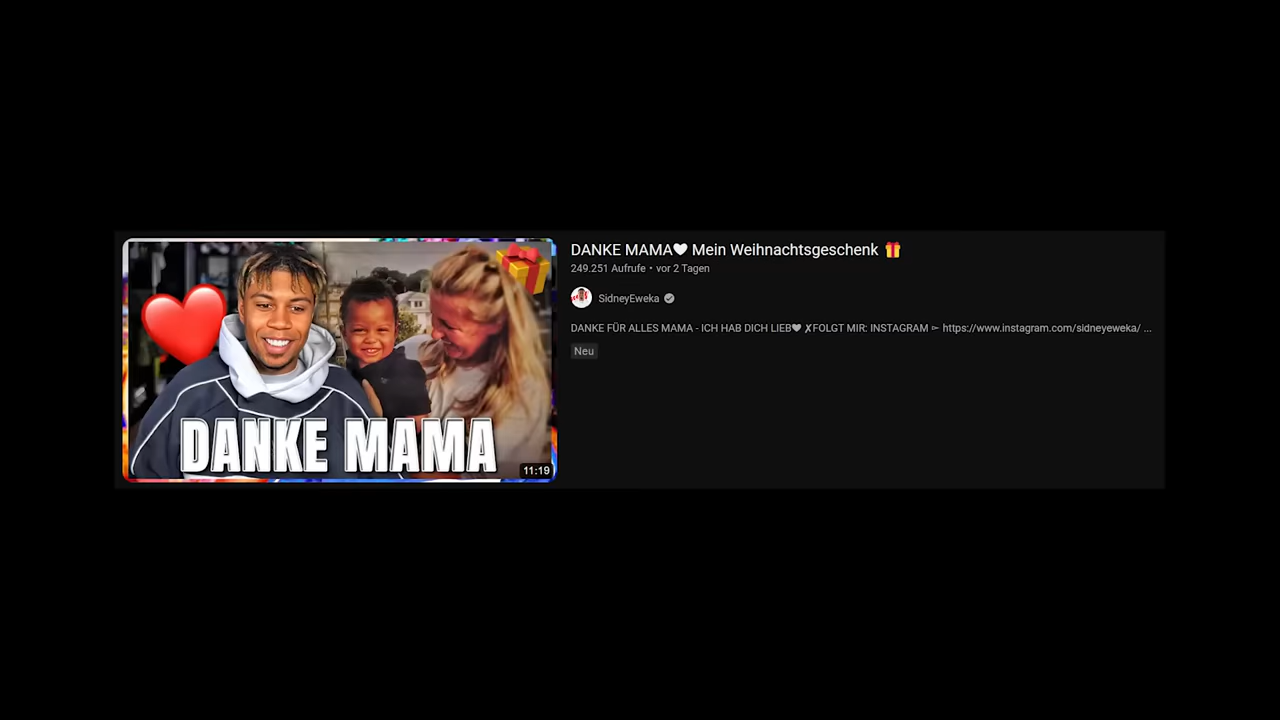 DANKE MAMA
11:19
DANKE MAMA🤍 Mein Weihnachtsgeschenk 🎁
249.251 Aufrufe • vor 2 Tagen
SidneyEweka
DANKE FÜR ALLES MAMA - ICH HAB DICH LIEB🤍 ✗FOLGT MIR: INSTAGRAM ➳ https://www.instagram.com/sidneyeweka/ ...
Neu